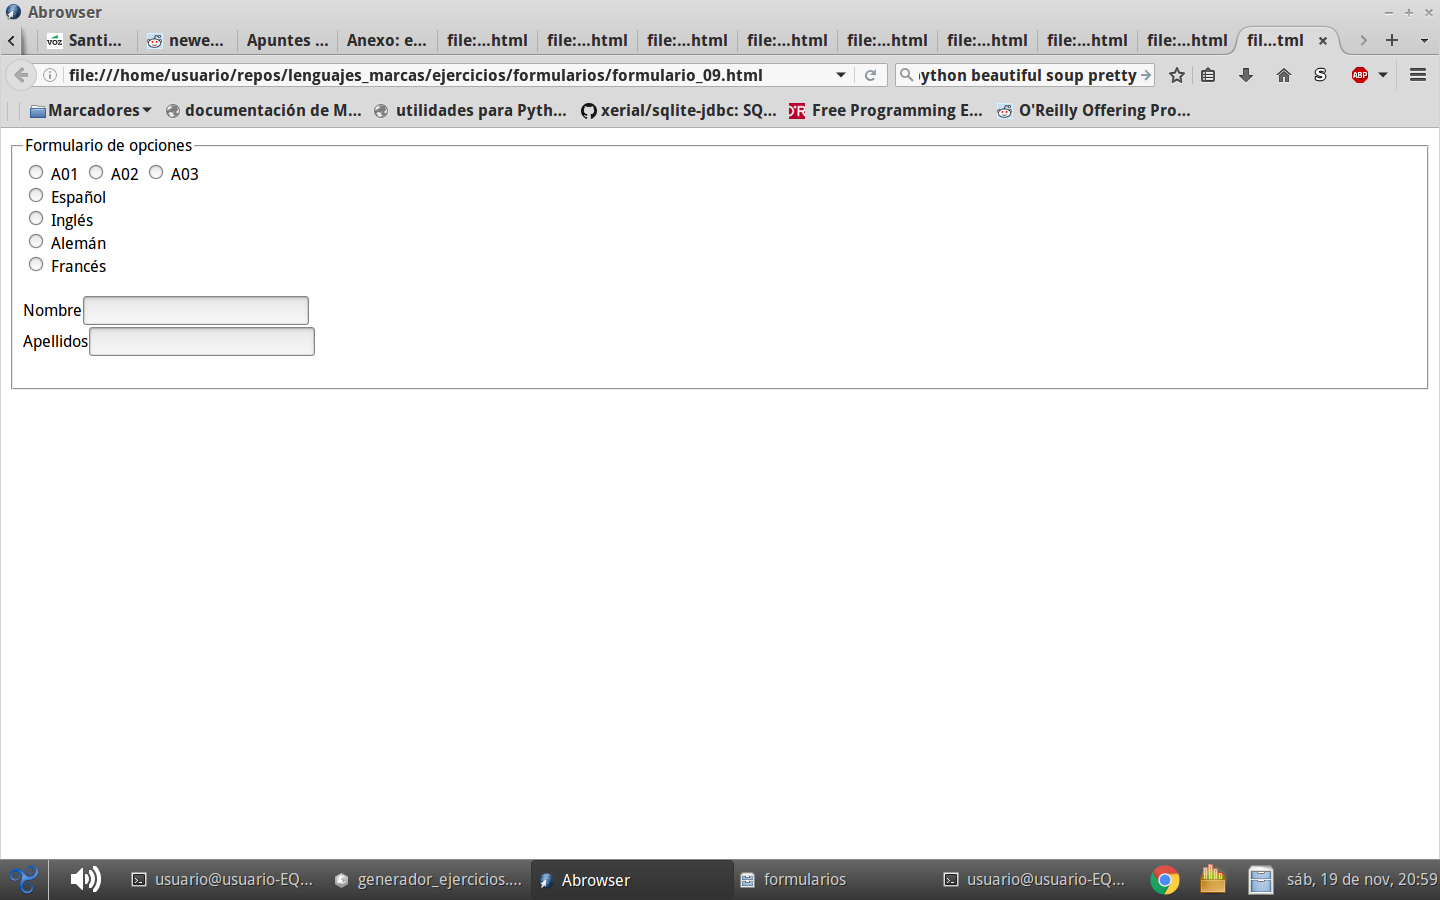 Abrowser
voz Santi... newe... Apuntes ... Anexo: e... file:...html file:...html file:...html file:...html file:...html file:...html file:...html file:...html fil...tml
file:///home/usuario/repos/lenguajes_marcas/ejercicios/formularios/formulario_09.html ython beautiful soup pretty S ABP
Marcadores documentación de M... utilidades para Pyth... xerial/sqlite-jdbc: SQ... Free Programming E... O'Reilly Offering Pro...
Formulario de opciones
A01 A02 A03
Español
Inglés
Alemán
Francés
Nombre
Apellidos
usuario@usuario-EQ... generador_ejercicios.... Abrowser formularios usuario@usuario-EQ... sáb, 19 de nov, 20:59